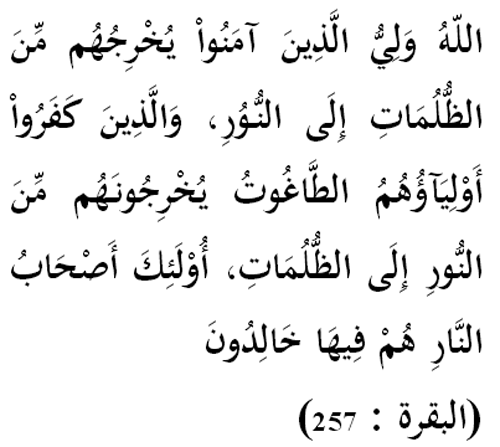 اللّهُ وَلِيُّ الَّذِينَ آمَنُواْ يُخْرِجُهُم مِّنَ
الظُّلُمَاتِ إِلَى النُّوُرِ، وَالَّذِينَ كَفَرُواْ
أَوْلِيَآؤُهُمُ الطَّاغُوتُ يُخْرِجُونَهُم مِّنَ
النُّورِ إِلَى الظُّلُمَاتِ، أُوْلَئِكَ أَصْحَابُ
النَّارِ هُمْ فِيهَا خَالِدُونَ
(البقرة : 257)